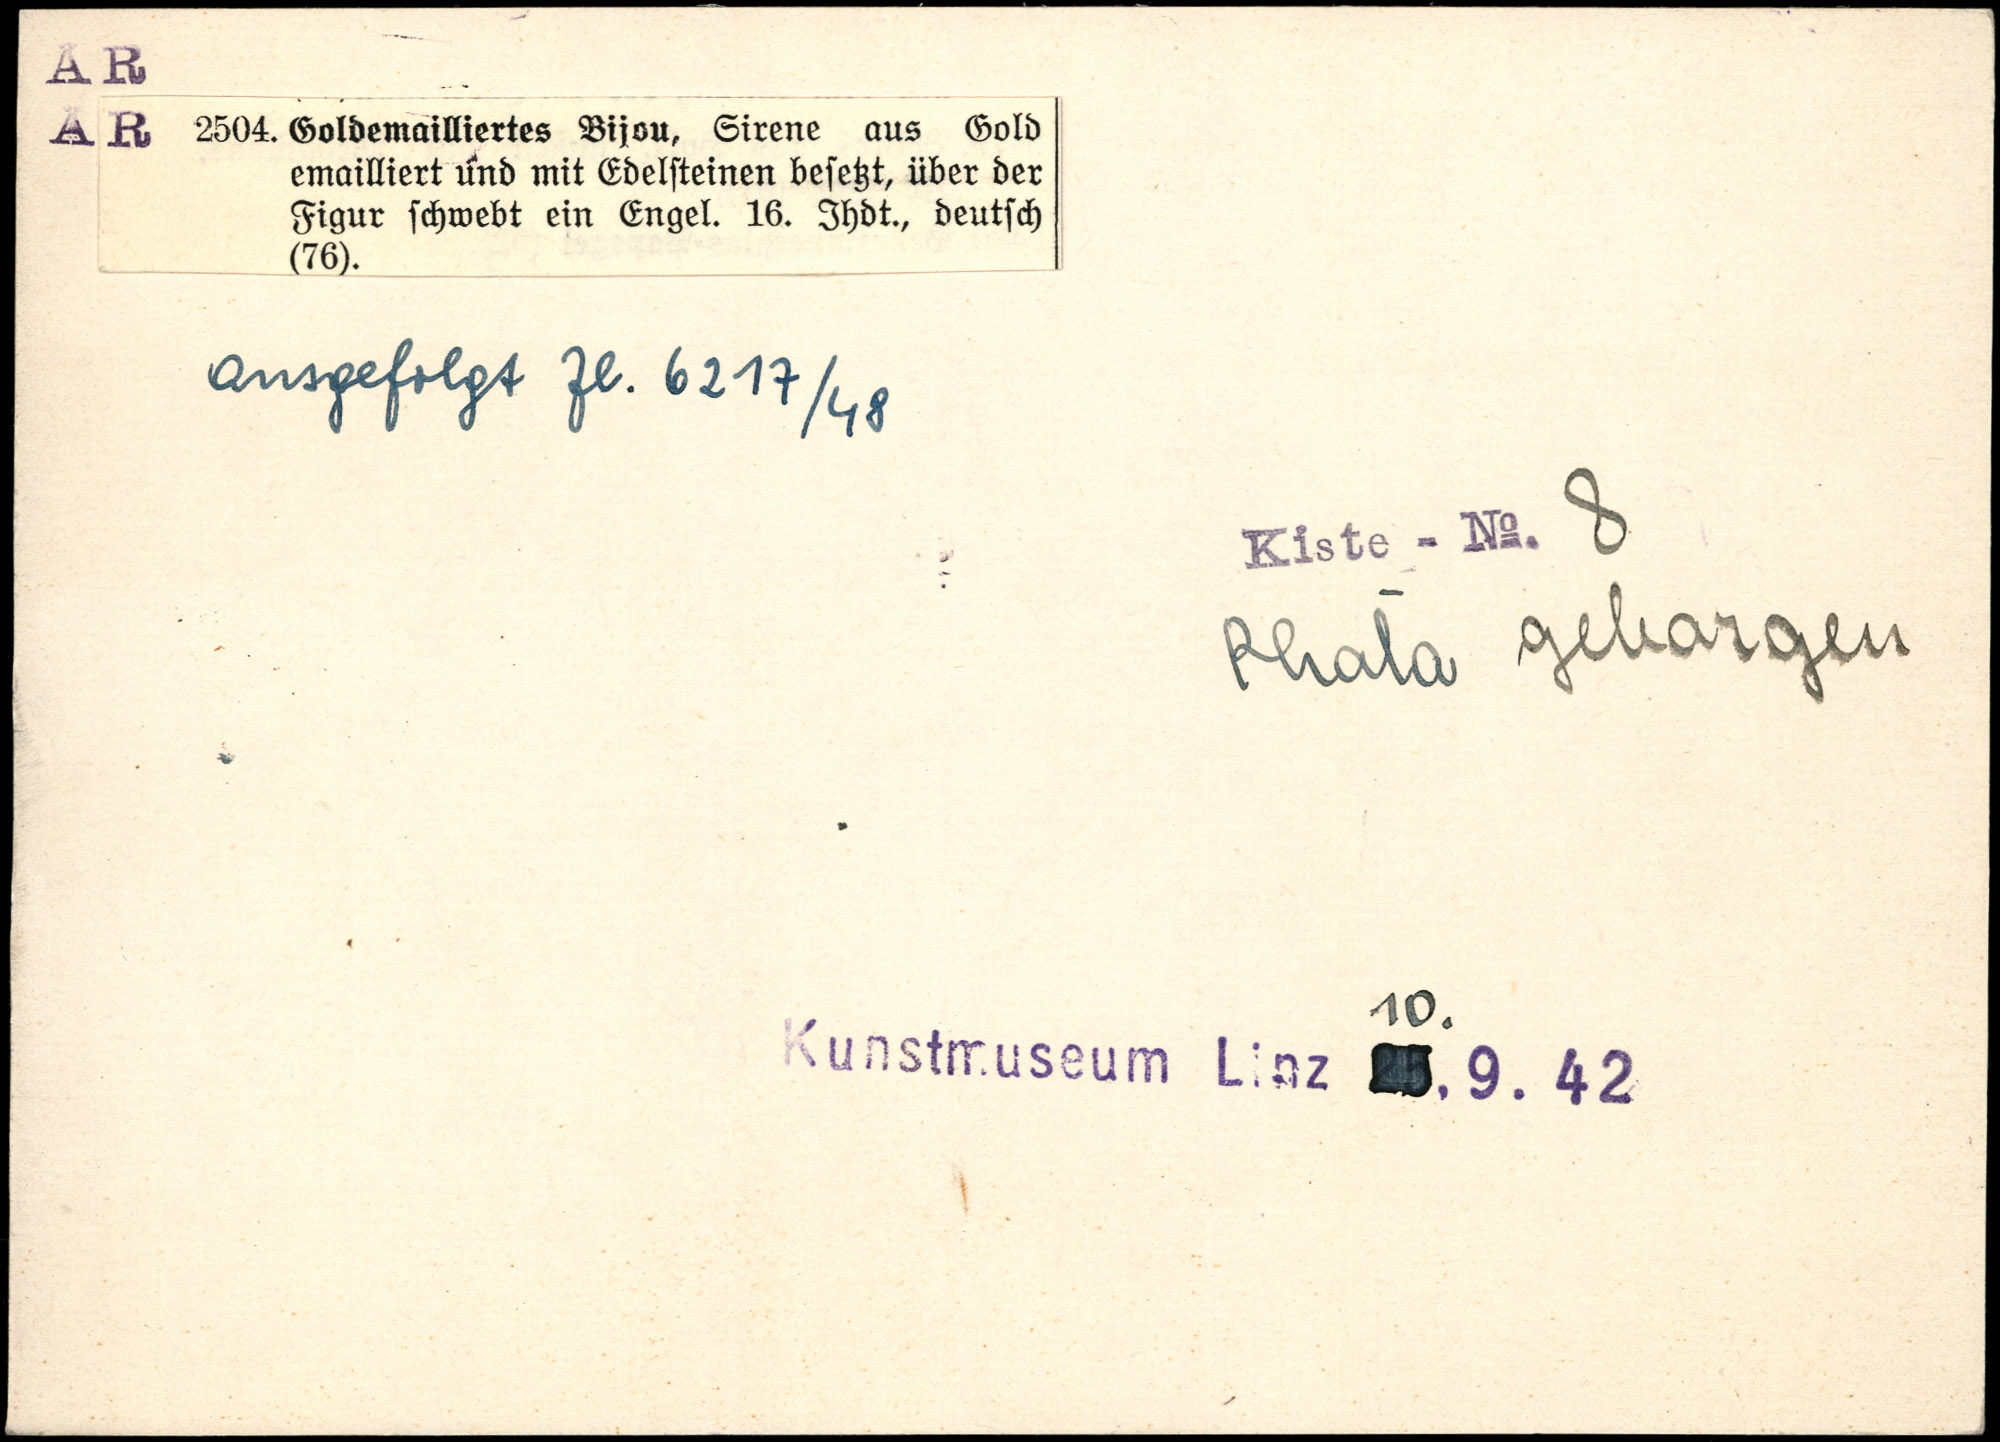 AR
AR
2504. Goldemailliertes Bijou, Sirene aus Gold
emailliert und mit Edelsteinen besetzt, über der
Figur schwebt ein Engel. 16. Jhdt., deutsch
(76).
ausgefolgt Zl. 6217/48
Kiste - No. 8
geborgen
10.
Kunstmuseum Linz .9.42